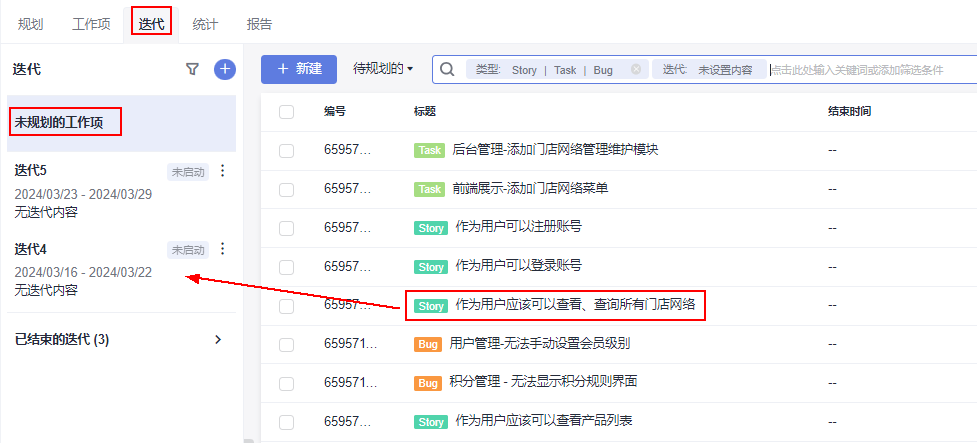 规划 工作项 迭代 统计 报告
迭代
未规划的工作项
迭代5 未启动
2024/03/23 - 2024/03/29
无迭代内容
迭代4 未启动
2024/03/16 - 2024/03/22
无迭代内容
已结束的迭代 (3)
+ 新建 待规划的 类型: Story | Task | Bug 迭代: 未设置内容 点击此处输入关键词或添加筛选条件
编号 标题 结束时间
65957... Task 后台管理-添加门店网络管理维护模块 --
65957... Task 前端展示-添加门店网络菜单 --
65957... Story 作为用户可以注册账号 --
65957... Story 作为用户可以登录账号 --
65957... Story 作为用户应该可以查看、查询所有门店网络 --
659571... Bug 用户管理-无法手动设置会员级别 --
659571... Bug 积分管理 - 无法显示积分规则界面 --
65957... Story 作为用户应该可以查看产品列表 --